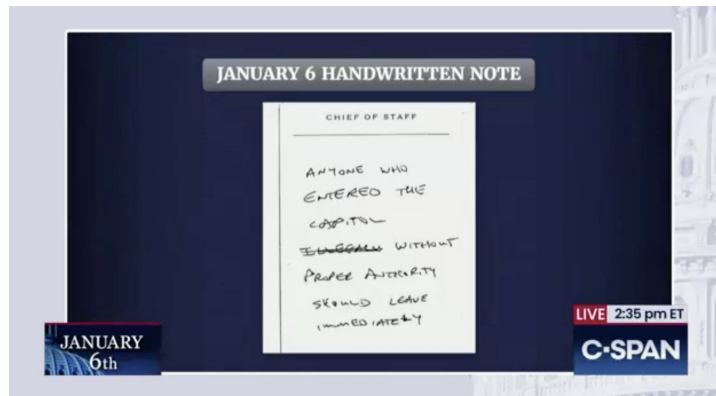 JANUARY 6 HANDWRITTEN NOTE
CHIEF OF STAFF
ANYONE WHO
ENTERED THE
CAPITOL
ILLEGALLY WITHOUT
PROPER AUTHORITY
SHOULD LEAVE
IMMEDIATELY
LIVE 2:35 pm ET
JANUARY
6th
C-SPAN